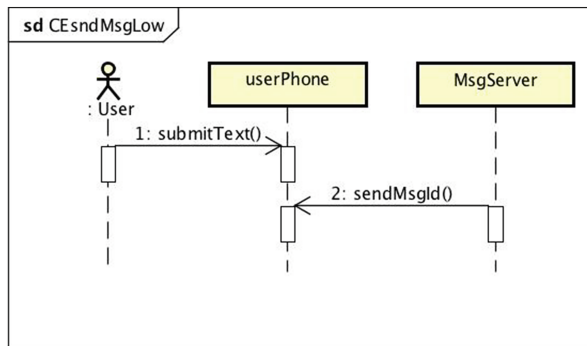 sd CEsndMsgLow
: User
userPhone
MsgServer
1: submitText()
2: sendMsgId()